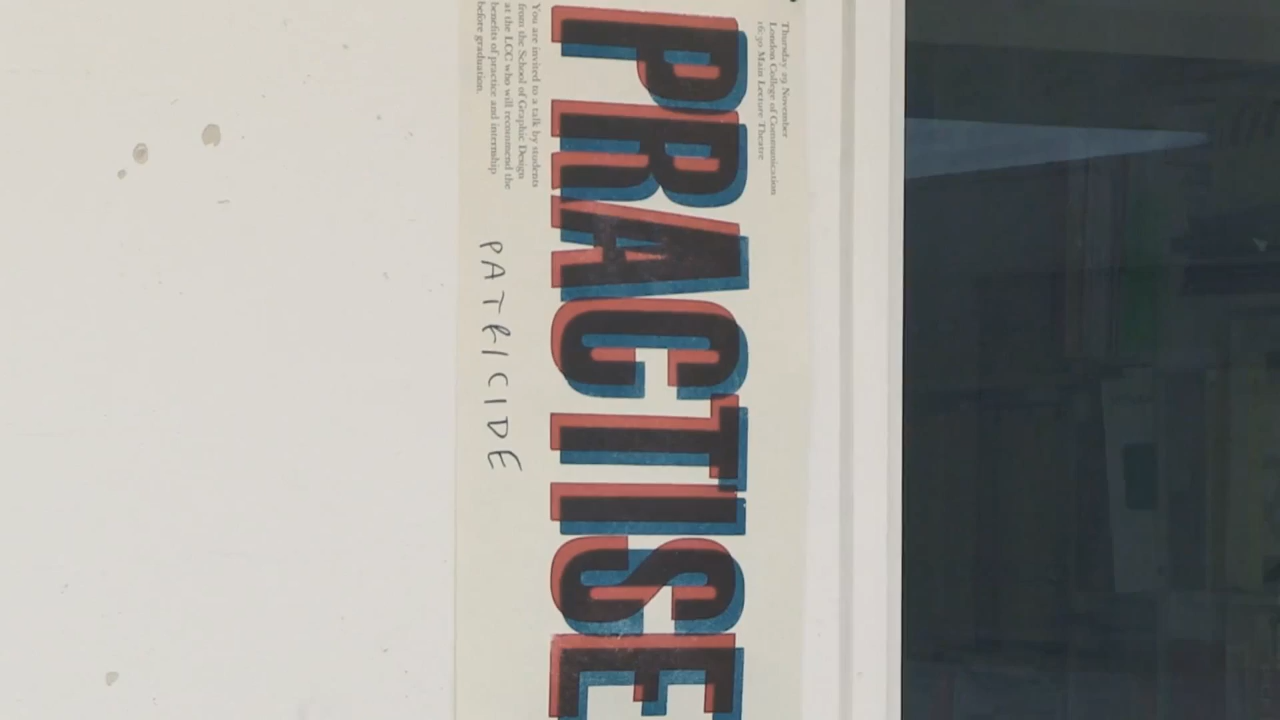 Thursday 29 November
London College of Communication
16:30 Main Lecture Theatre
PRACTISE
You are invited to a talk by students
from the School of Graphic Design
at the LCC who will recommend the
benefits of practice and internship
before graduation.
PATRICIDE